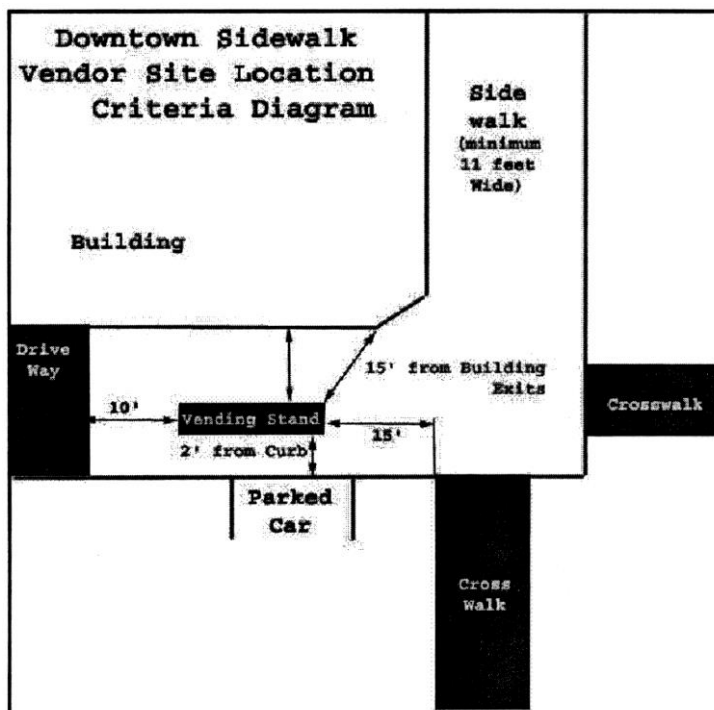 Downtown Sidewalk
Vendor Site Location
Criteria Diagram
Side
walk
(minimum
11 feet
Wide)
Building
Drive
Way
15' from Building
Exits
10'
Vending Stand
15'
Crosswalk
2' from Curb
Parked
Car
Cross
Walk